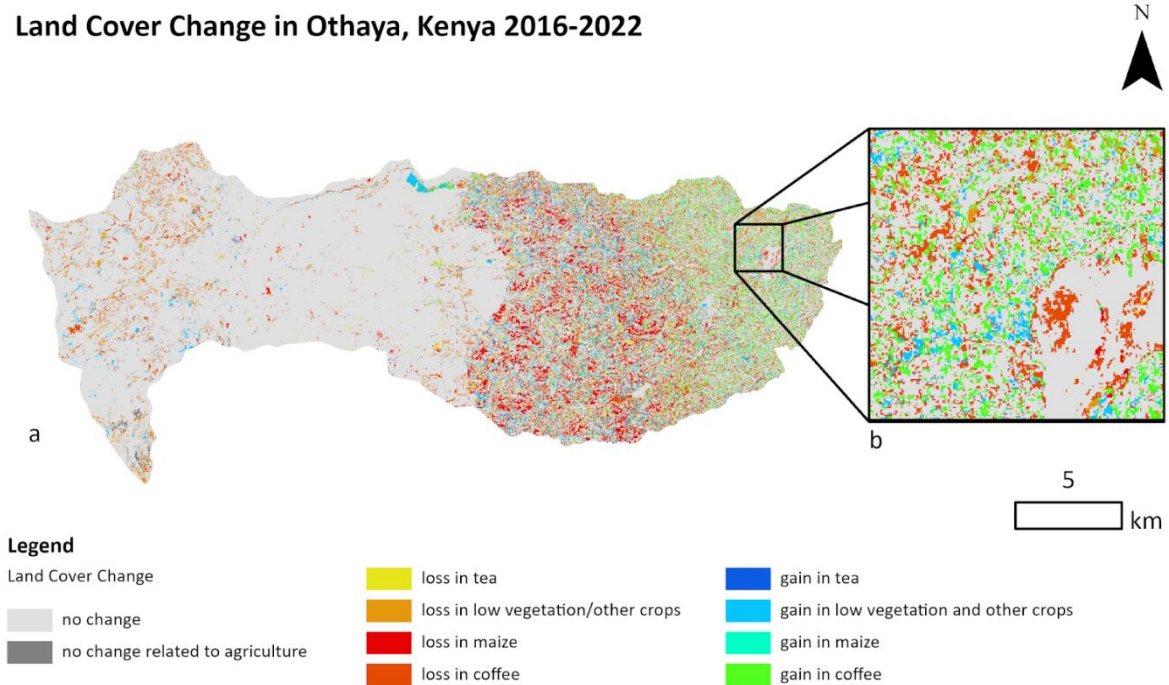 Land Cover Change in Othaya, Kenya 2016-2022
N
a
b
5
km
Legend
Land Cover Change
no change
no change related to agriculture
loss in tea
loss in low vegetation/other crops
loss in maize
loss in coffee
gain in tea
gain in low vegetation and other crops
gain in maize
gain in coffee